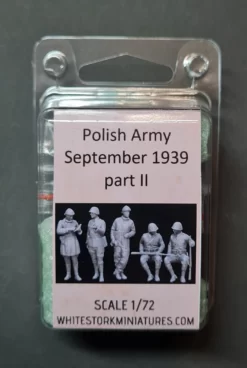 Polish Army
September 1939
part II
SCALE 1/72
WHITESTORKMINIATURES.COM